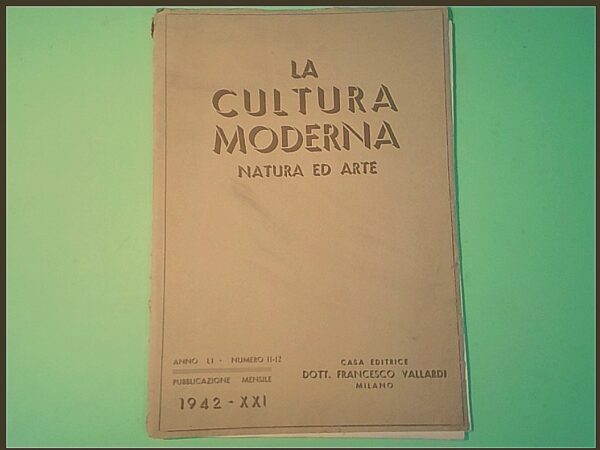 LA
CULTURA
MODERNA
NATURA ED ARTE
ANNO LI - NUMERO 11-12
PUBBLICAZIONE MENSILE
1942 - XXI
CASA EDITRICE
DOTT. FRANCESCO VALLARDI
MILANO